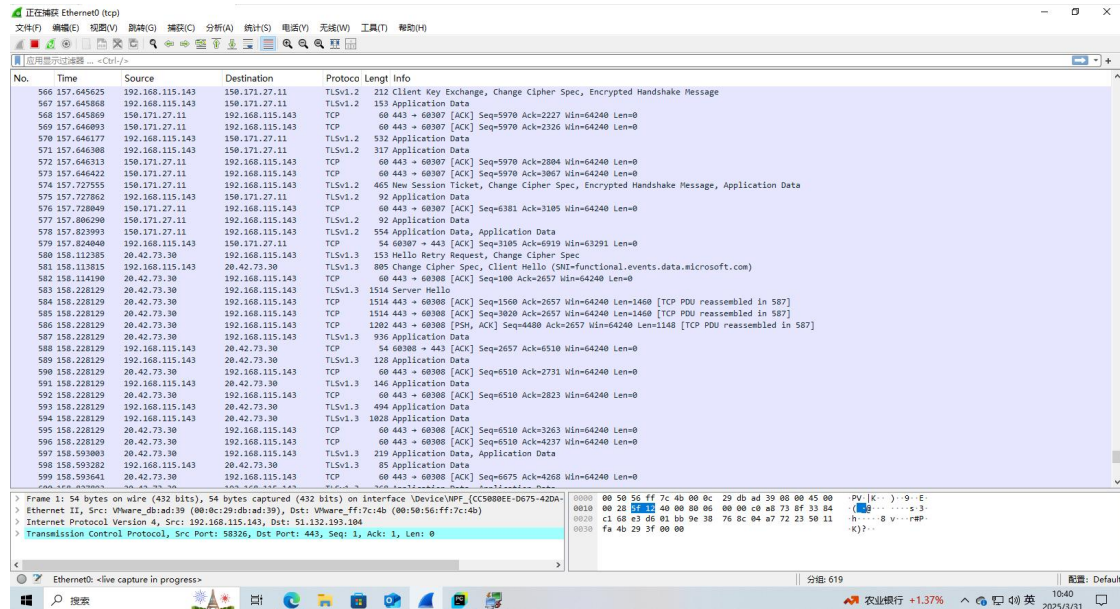 正在捕获 Ethernet0 (tcp)
文件(F) 编辑(E) 视图(V) 跳转(G) 捕获(C) 分析(A) 统计(S) 电话(Y) 无线(W) 工具(T) 帮助(H)
应用显示过滤器 … <Ctrl-/>
No. Time Source Destination Protoco Lengt Info
566 157.645625 192.168.115.143 150.171.27.11 TLSv1.2 212 Client Key Exchange, Change Cipher Spec, Encrypted Handshake Message
567 157.645868 192.168.115.143 150.171.27.11 TLSv1.2 153 Application Data
568 157.645869 150.171.27.11 192.168.115.143 TCP 60 443 → 60307 [ACK] Seq=5970 Ack=2227 Win=64240 Len=0
569 157.646093 150.171.27.11 192.168.115.143 TCP 60 443 → 60307 [ACK] Seq=5970 Ack=2326 Win=64240 Len=0
570 157.646177 192.168.115.143 150.171.27.11 TLSv1.2 532 Application Data
571 157.646308 192.168.115.143 150.171.27.11 TLSv1.2 317 Application Data
572 157.646313 150.171.27.11 192.168.115.143 TCP 60 443 → 60307 [ACK] Seq=5970 Ack=2804 Win=64240 Len=0
573 157.646422 150.171.27.11 192.168.115.143 TCP 60 443 → 60307 [ACK] Seq=5970 Ack=3067 Win=64240 Len=0
574 157.727555 150.171.27.11 192.168.115.143 TLSv1.2 465 New Session Ticket, Change Cipher Spec, Encrypted Handshake Message, Application Data
575 157.727862 192.168.115.143 150.171.27.11 TLSv1.2 92 Application Data
576 157.728049 150.171.27.11 192.168.115.143 TCP 60 443 → 60307 [ACK] Seq=6381 Ack=3105 Win=64240 Len=0
577 157.806290 150.171.27.11 192.168.115.143 TLSv1.2 92 Application Data
578 157.823993 150.171.27.11 192.168.115.143 TLSv1.2 554 Application Data, Application Data
579 157.824040 192.168.115.143 150.171.27.11 TCP 54 60307 → 443 [ACK] Seq=3105 Ack=6919 Win=63291 Len=0
580 158.112385 20.42.73.30 192.168.115.143 TLSv1.3 153 Hello Retry Request, Change Cipher Spec
581 158.113815 192.168.115.143 20.42.73.30 TLSv1.3 805 Change Cipher Spec, Client Hello (SNI=functional.events.data.microsoft.com)
582 158.114190 20.42.73.30 192.168.115.143 TCP 60 443 → 60308 [ACK] Seq=100 Ack=2657 Win=64240 Len=0
583 158.228129 20.42.73.30 192.168.115.143 TLSv1.3 1514 Server Hello
584 158.228129 20.42.73.30 192.168.115.143 TCP 1514 443 → 60308 [ACK] Seq=1560 Ack=2657 Win=64240 Len=1460 [TCP PDU reassembled in 587]
585 158.228129 20.42.73.30 192.168.115.143 TCP 1514 443 → 60308 [ACK] Seq=3020 Ack=2657 Win=64240 Len=1460 [TCP PDU reassembled in 587]
586 158.228129 20.42.73.30 192.168.115.143 TCP 1202 443 → 60308 [PSH, ACK] Seq=4480 Ack=2657 Win=64240 Len=1148 [TCP PDU reassembled in 587]
587 158.228129 20.42.73.30 192.168.115.143 TLSv1.3 936 Application Data
588 158.228129 192.168.115.143 20.42.73.30 TCP 54 60308 → 443 [ACK] Seq=2657 Ack=6510 Win=64240 Len=0
589 158.228129 192.168.115.143 20.42.73.30 TLSv1.3 128 Application Data
590 158.228129 20.42.73.30 192.168.115.143 TCP 60 443 → 60308 [ACK] Seq=6510 Ack=2731 Win=64240 Len=0
591 158.228129 192.168.115.143 20.42.73.30 TLSv1.3 146 Application Data
592 158.228129 20.42.73.30 192.168.115.143 TCP 60 443 → 60308 [ACK] Seq=6510 Ack=2823 Win=64240 Len=0
593 158.228129 192.168.115.143 20.42.73.30 TLSv1.3 494 Application Data
594 158.228129 192.168.115.143 20.42.73.30 TLSv1.3 1028 Application Data
595 158.228129 20.42.73.30 192.168.115.143 TCP 60 443 → 60308 [ACK] Seq=6510 Ack=3263 Win=64240 Len=0
596 158.228129 20.42.73.30 192.168.115.143 TCP 60 443 → 60308 [ACK] Seq=6510 Ack=4237 Win=64240 Len=0
597 158.593003 20.42.73.30 192.168.115.143 TLSv1.3 219 Application Data, Application Data
598 158.593282 192.168.115.143 20.42.73.30 TLSv1.3 85 Application Data
599 158.593641 20.42.73.30 192.168.115.143 TCP 60 443 → 60308 [ACK] Seq=6675 Ack=4268 Win=64240 Len=0
Frame 1: 54 bytes on wire (432 bits), 54 bytes captured (432 bits) on interface \Device\NPF_{CC5080EE-D675-42DA-
Ethernet II, Src: VMware_db:ad:39 (00:0c:29:db:ad:39), Dst: VMware_ff:7c:4b (00:50:56:ff:7c:4b)
Internet Protocol Version 4, Src: 192.168.115.143, Dst: 51.132.193.104
Transmission Control Protocol, Src Port: 58326, Dst Port: 443, Seq: 1, Ack: 1, Len: 0
0000 00 50 56 ff 7c 4b 00 0c 29 db ad 39 08 00 45 00 ·PV·|K·· )··9··E·
0010 00 28 5f 12 40 00 80 06 00 00 c0 a8 73 8f 33 84 ·(_·@··· ····s·3·
0020 c1 68 e3 d6 01 bb 9e 38 76 8c 04 a7 72 23 50 11 ·h·····8 v···r#P·
0030 fa 4b 29 3f 00 00 ·K)?··
Ethernet0: <live capture in progress>
分组: 619
配置: Default
搜索
农业银行 +1.37%
英
10:40
2025/3/31